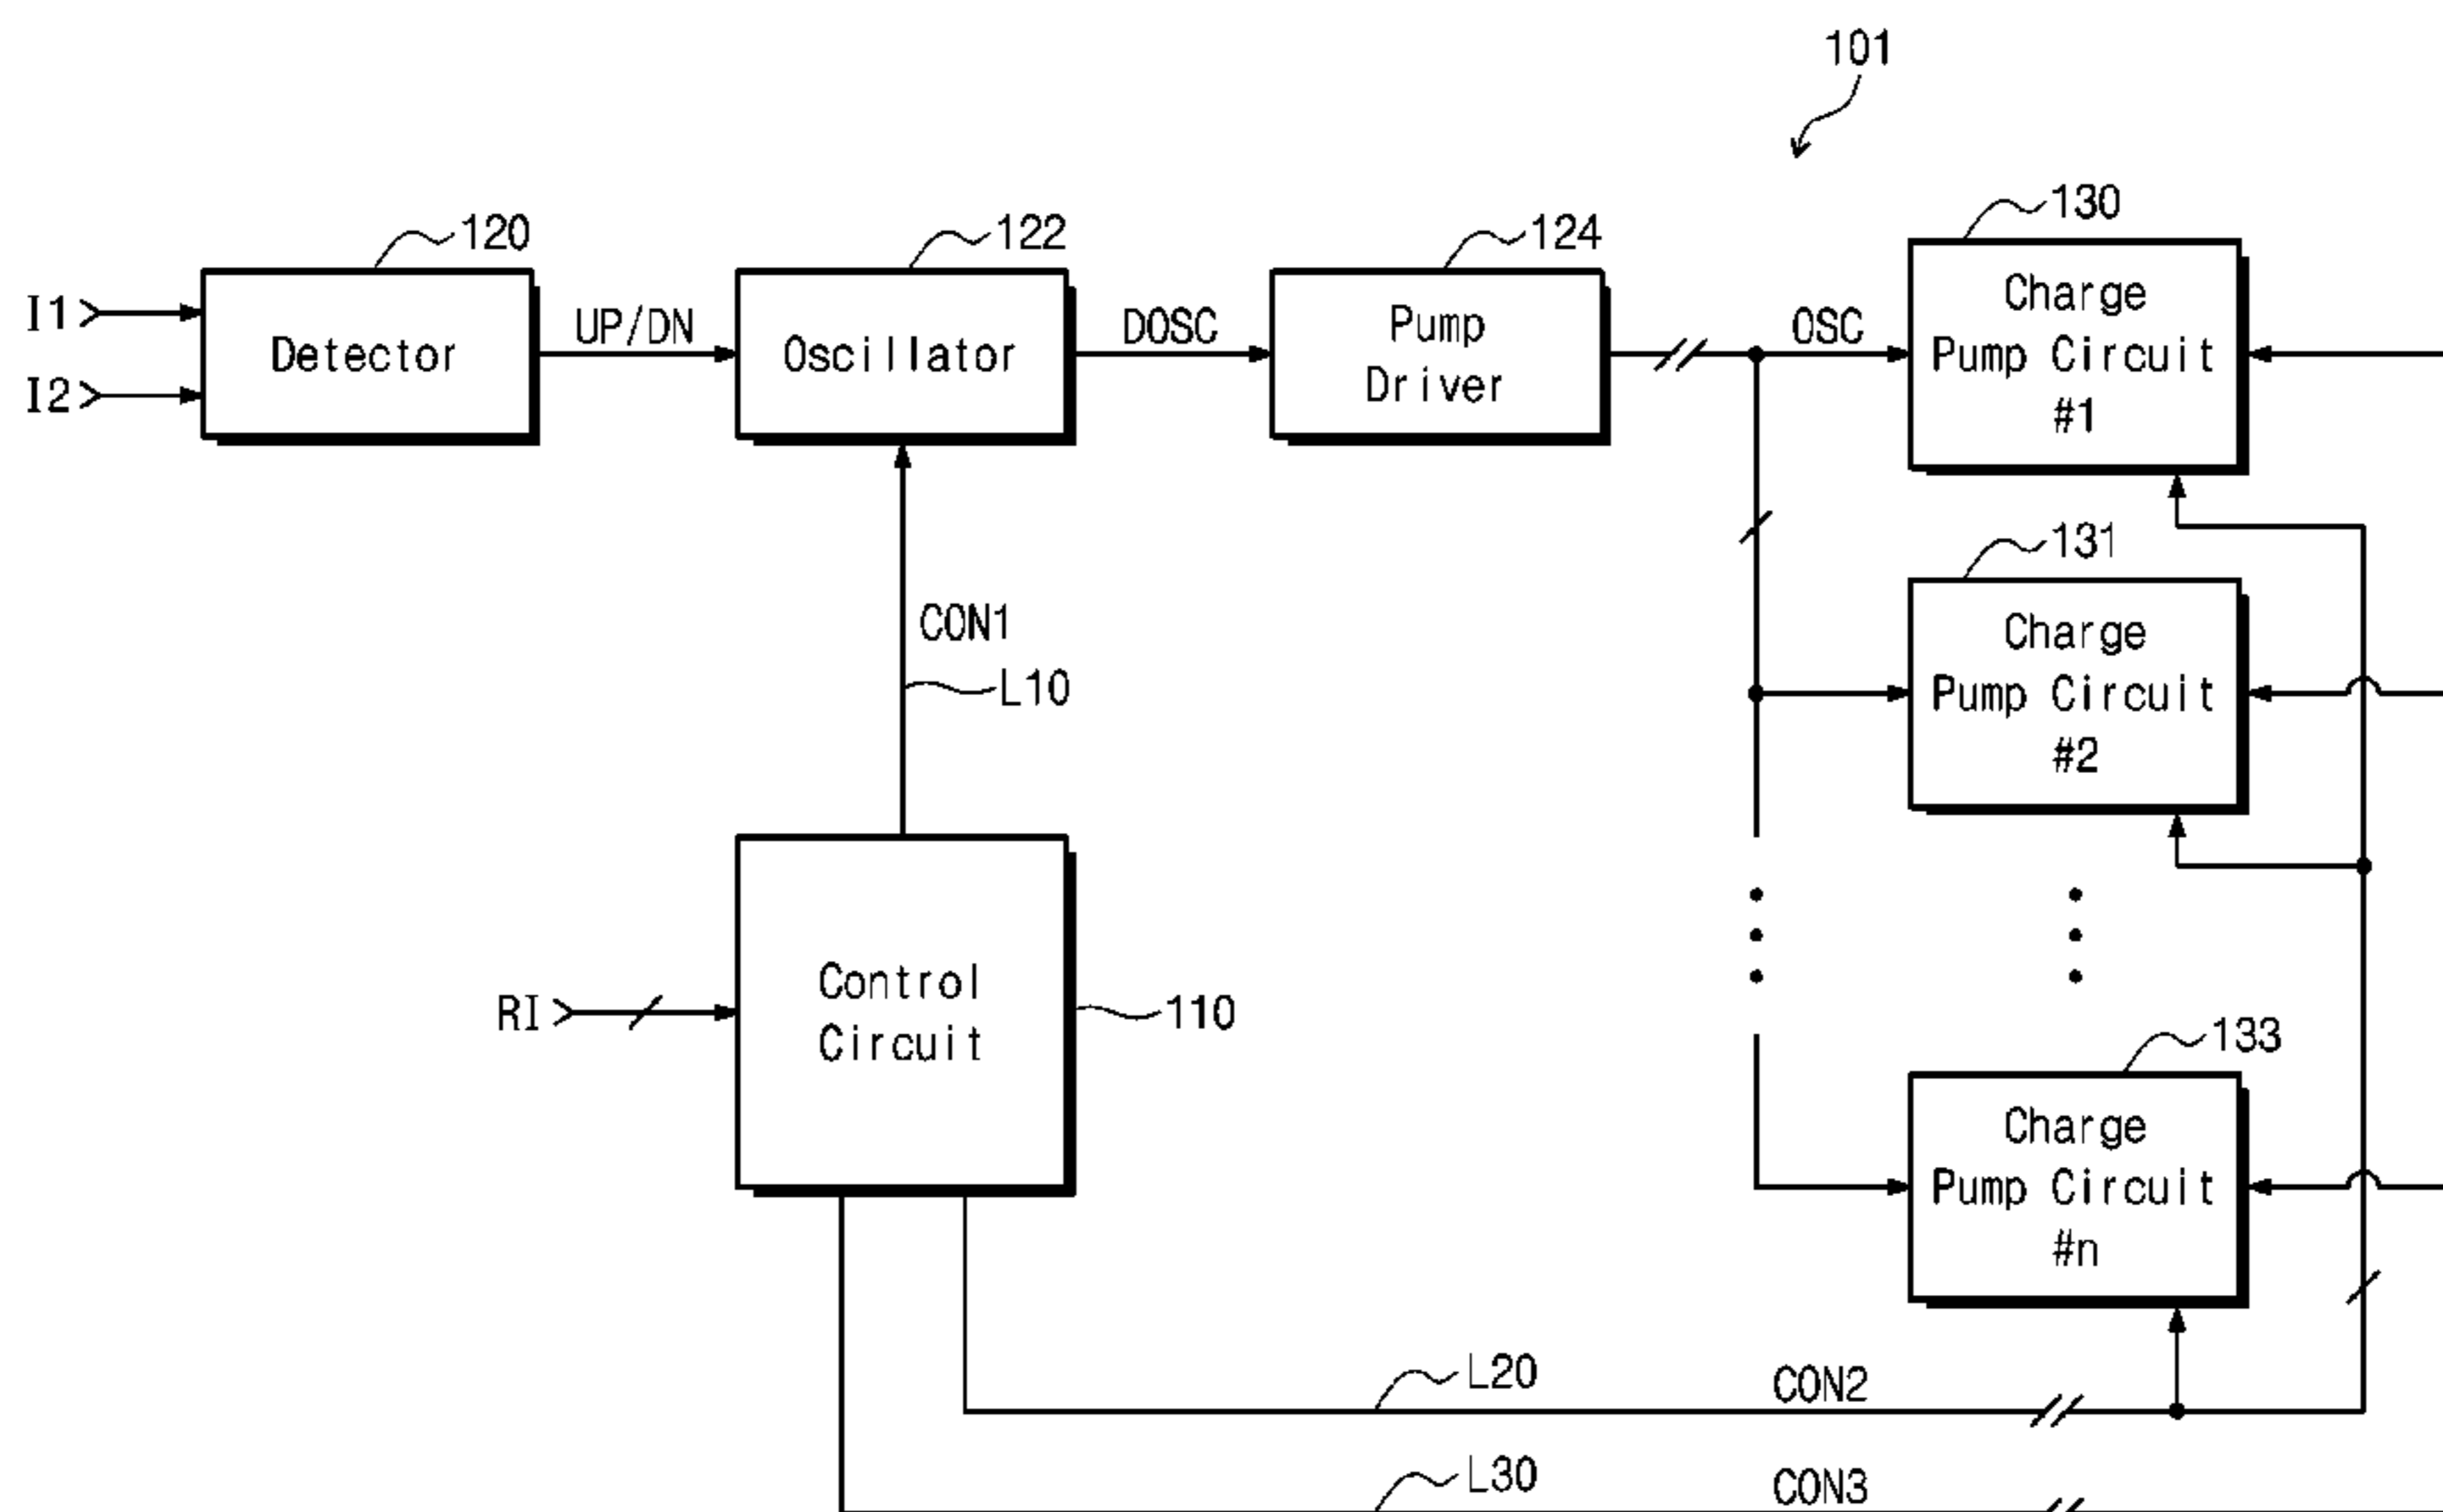 101
120
122
124
130
I1
I2
Detector
UP/DN
Oscillator
DOSC
Pump
Driver
OSC
Charge
Pump Circuit
#1
131
CON1
L10
Charge
Pump Circuit
#2
RI
Control
Circuit
110
133
Charge
Pump Circuit
#n
L20
CON2
L30
CON3